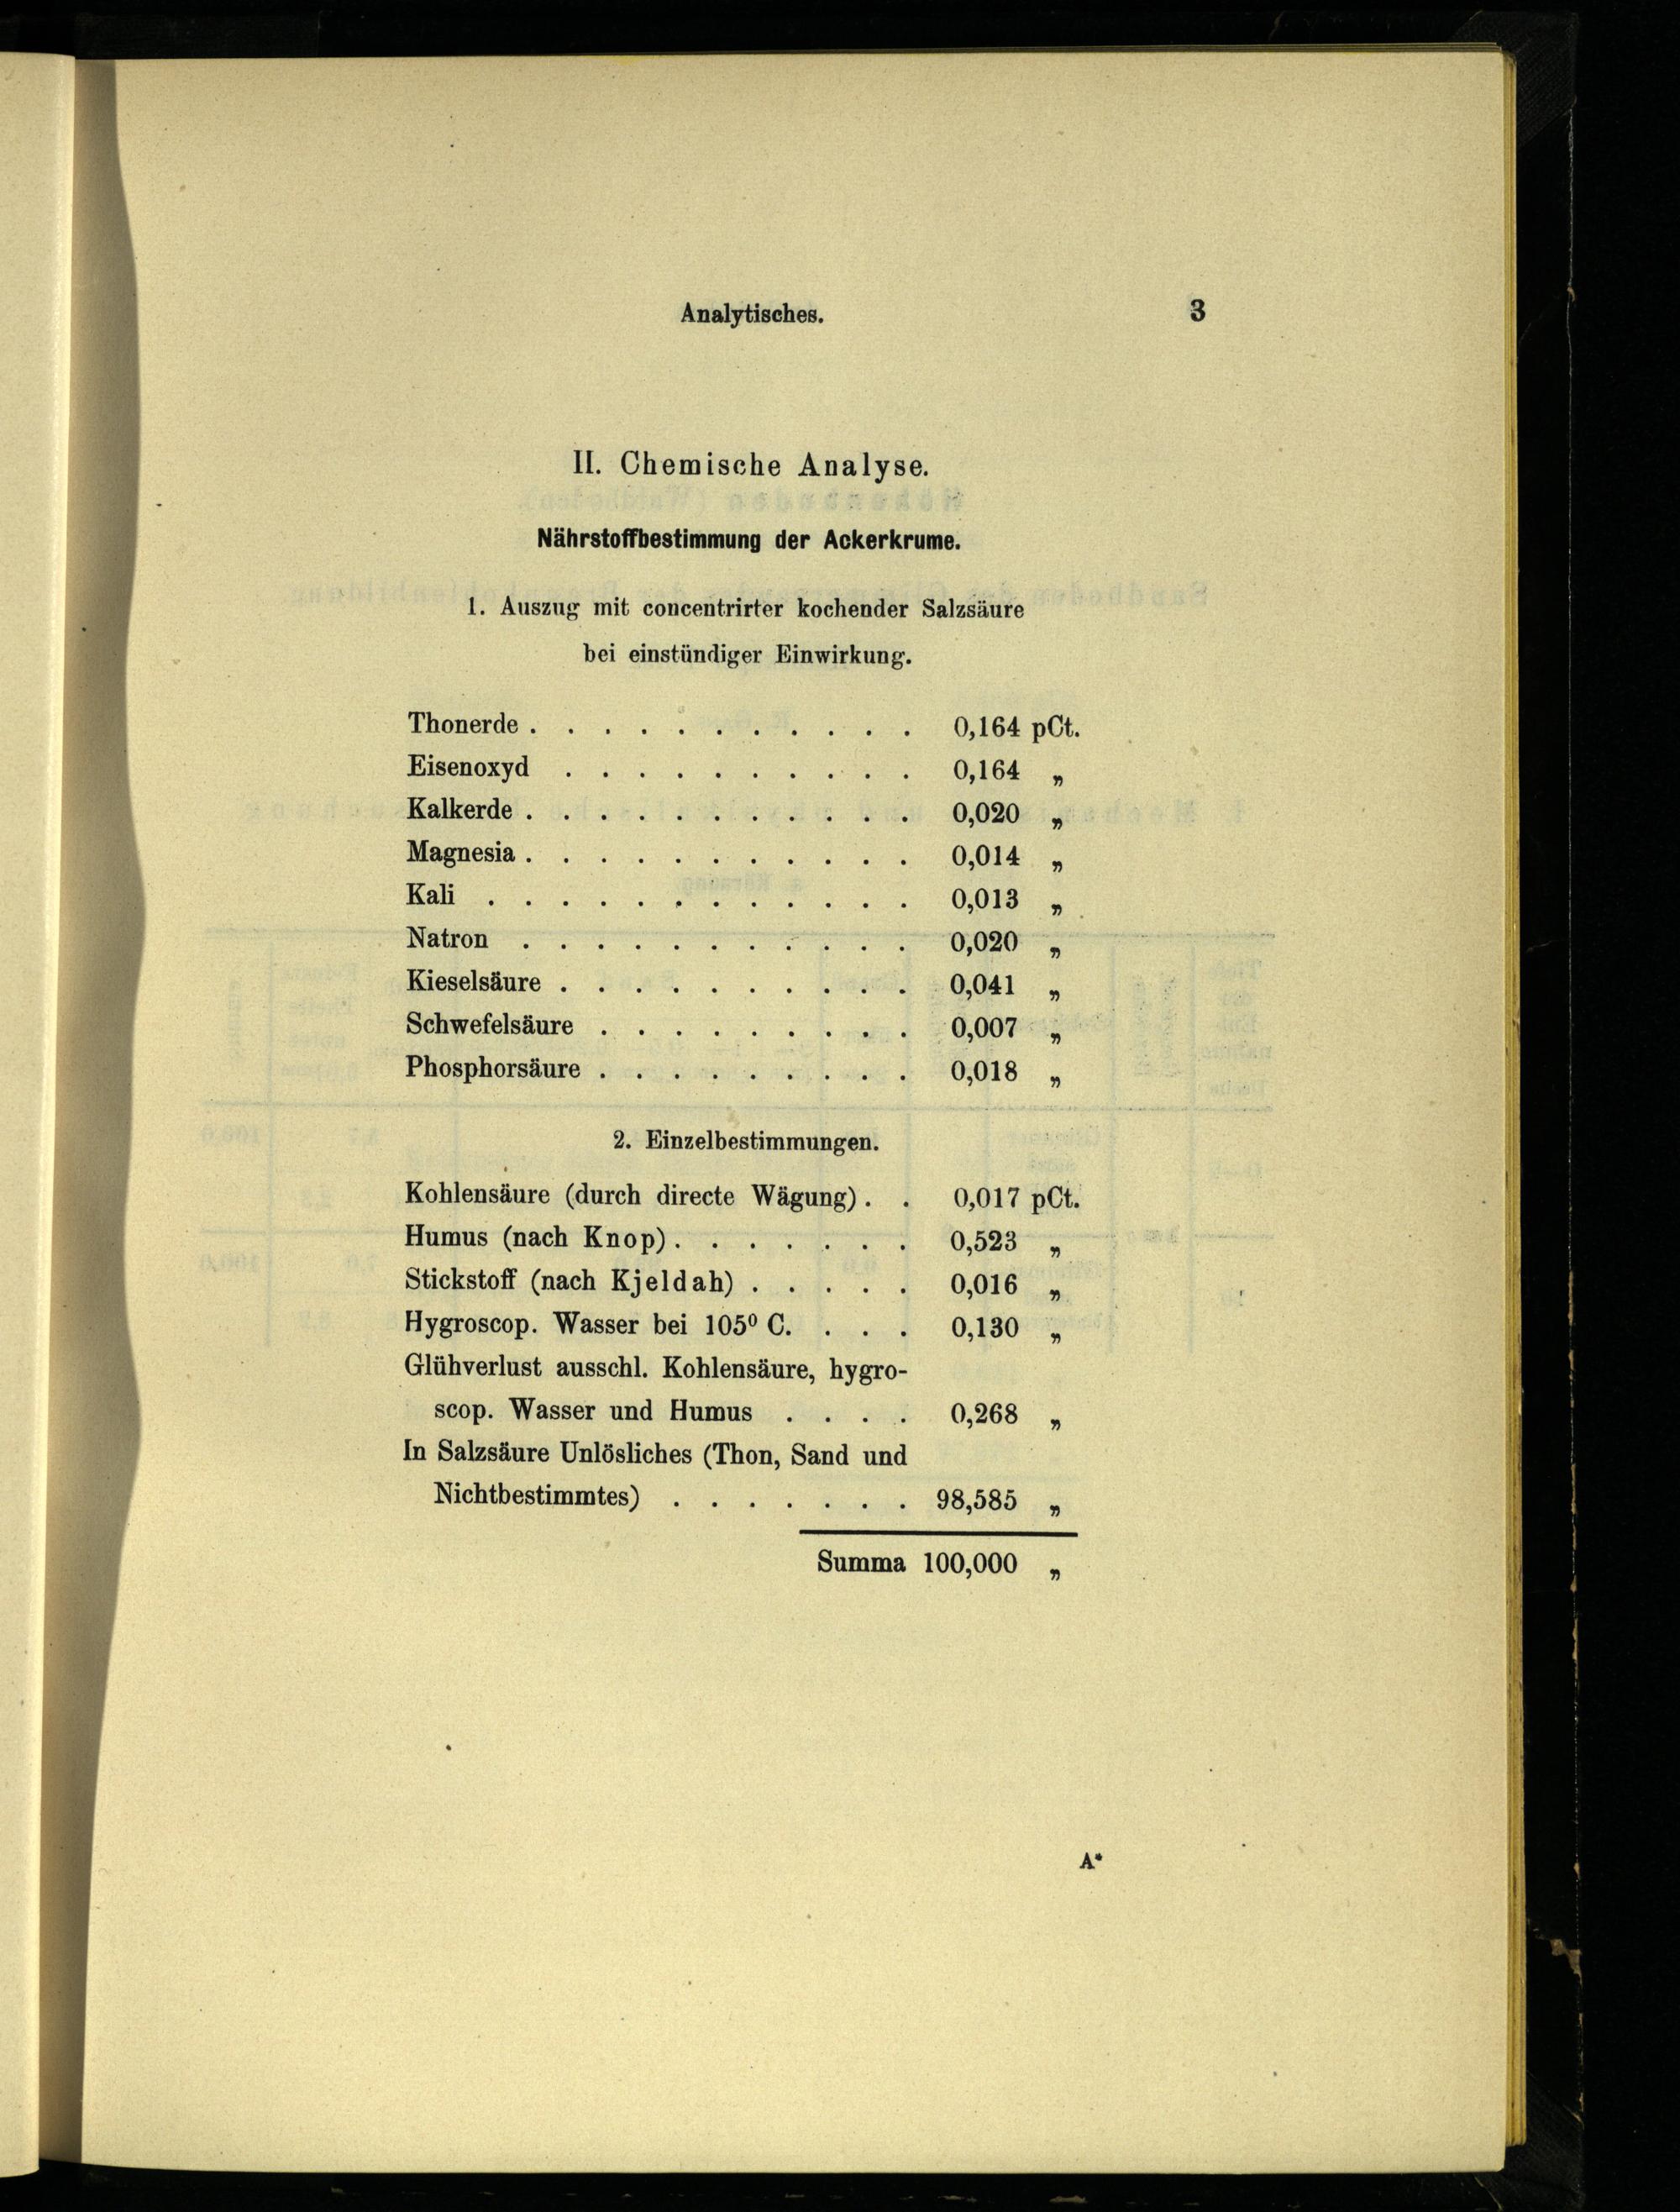 Analytisches. 3
II. Chemische Analyse.
Nährstoffbestimmung der Ackerkrume.
1. Auszug mit concentrirter kochender Salzsäure
bei einstündiger Einwirkung.
Thonerde . . . . . . . . . . . 0,164 pCt.
Eisenoxyd . . . . . . . . . . 0,164 „
Kalkerde . . . . . . . . . . . 0,020 „
Magnesia . . . . . . . . . . . 0,014 „
Kali . . . . . . . . . . . . 0,013 „
Natron . . . . . . . . . . . 0,020 „
Kieselsäure . . . . . . . . . . 0,041 „
Schwefelsäure . . . . . . . . . 0,007 „
Phosphorsäure . . . . . . . . . 0,018 „
2. Einzelbestimmungen.
Kohlensäure (durch directe Wägung) . . 0,017 pCt.
Humus (nach Knop) . . . . . . . 0,523 „
Stickstoff (nach Kjeldah) . . . . . 0,016 „
Hygroscop. Wasser bei 105⁰ C. . . . 0,130 „
Glühverlust ausschl. Kohlensäure, hygro-
scop. Wasser und Humus . . . . 0,268 „
In Salzsäure Unlösliches (Thon, Sand und
Nichtbestimmtes) . . . . . . . 98,585 „
Summa 100,000 „
A*